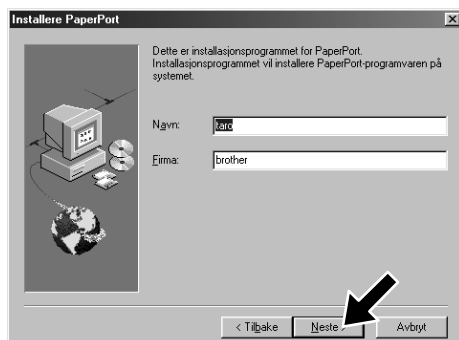 Installere PaperPort
Dette er installasjonsprogrammet for PaperPort.
Installasjonsprogrammet vil installere PaperPort-programvaren på
systemet.
Navn: taro
Firma: brother
< Tilbake Neste > Avbryt